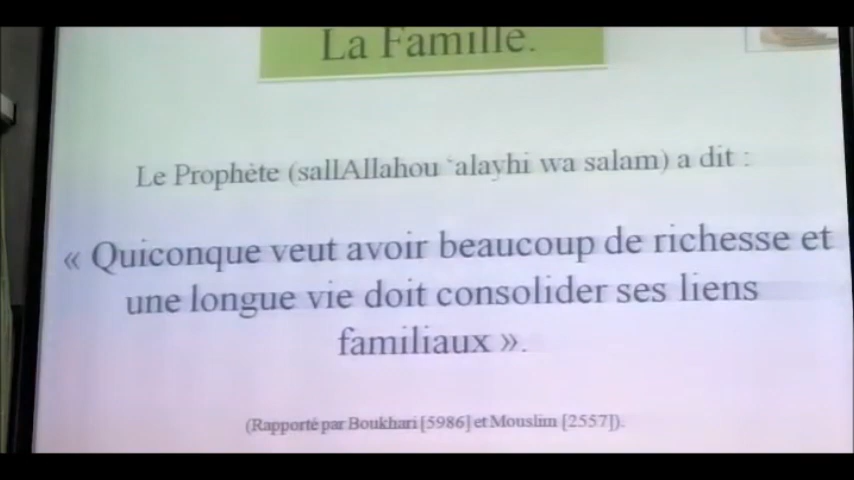 La Famille.
Le Prophète (sallAllahou ‘alayhi wa salam) a dit :
« Quiconque veut avoir beaucoup de richesse et
une longue vie doit consolider ses liens
familiaux ».
(Rapporté par Boukhari [5986] et Mouslim [2557]).